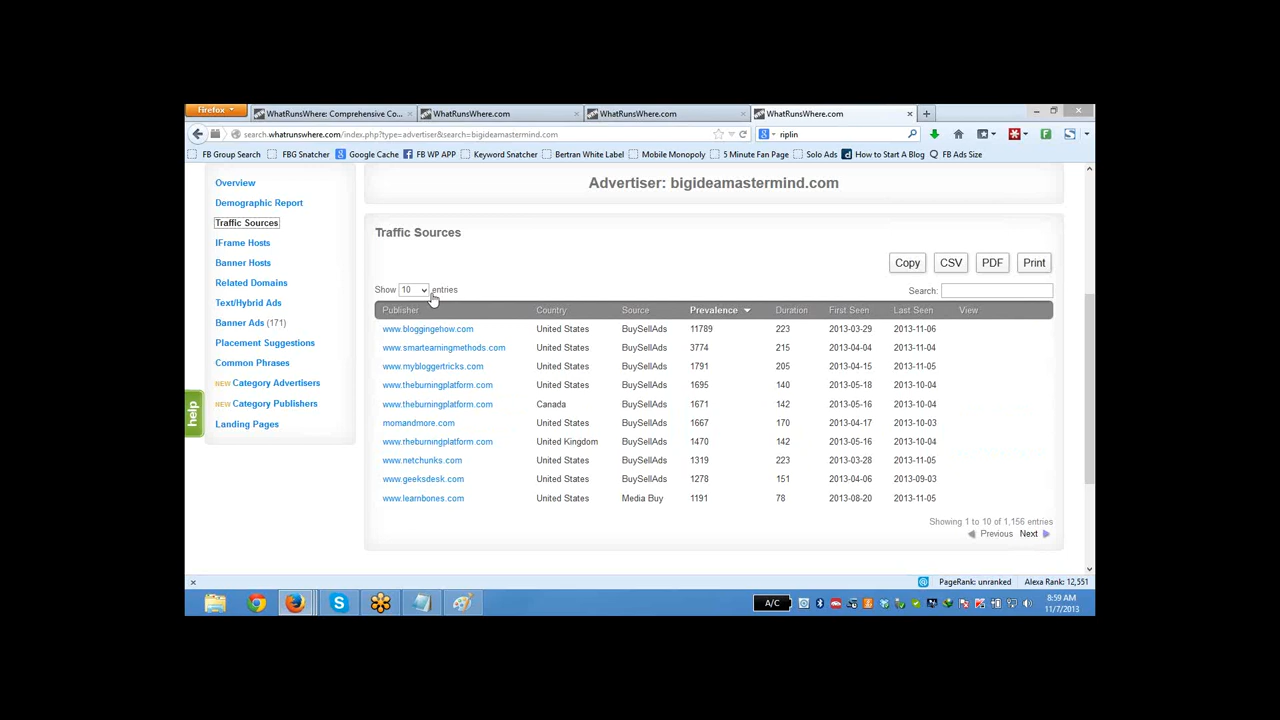 Firefox
WhatRunsWhere: Comprehensive Co...
WhatRunsWhere.com
WhatRunsWhere.com
WhatRunsWhere.com
search.whatrunswhere.com/index.php?type=advertiser&search=bigideamastermind.com
riplin
FB Group Search
FBG Snatcher
Google Cache
FB WP APP
Keyword Snatcher
Bertran White Label
Mobile Monopoly
5 Minute Fan Page
Solo Ads
How to Start A Blog
FB Ads Size
Overview
Demographic Report
Traffic Sources
IFrame Hosts
Banner Hosts
Related Domains
Text/Hybrid Ads
Banner Ads (171)
Placement Suggestions
Common Phrases
NEW Category Advertisers
NEW Category Publishers
Landing Pages
help
Advertiser: bigideamastermind.com
Traffic Sources
Copy CSV PDF Print
Show 10 entries
Search:
Publisher Country Source Prevalence Duration First Seen Last Seen View
www.bloggingehow.com United States BuySellAds 11789 223 2013-03-29 2013-11-06
www.smartearningmethods.com United States BuySellAds 3774 215 2013-04-04 2013-11-04
www.mybloggertricks.com United States BuySellAds 1791 205 2013-04-15 2013-11-05
www.theburningplatform.com United States BuySellAds 1695 140 2013-05-18 2013-10-04
www.theburningplatform.com Canada BuySellAds 1671 142 2013-05-16 2013-10-04
momandmore.com United States BuySellAds 1667 170 2013-04-17 2013-10-03
www.theburningplatform.com United Kingdom BuySellAds 1470 142 2013-05-16 2013-10-04
www.netchunks.com United States BuySellAds 1319 223 2013-03-28 2013-11-05
www.geeksdesk.com United States BuySellAds 1278 151 2013-04-06 2013-09-03
www.learnbones.com United States Media Buy 1191 78 2013-08-20 2013-11-05
Showing 1 to 10 of 1,156 entries
Previous Next
PageRank: unranked Alexa Rank: 12,551
A/C
8:59 AM
11/7/2013